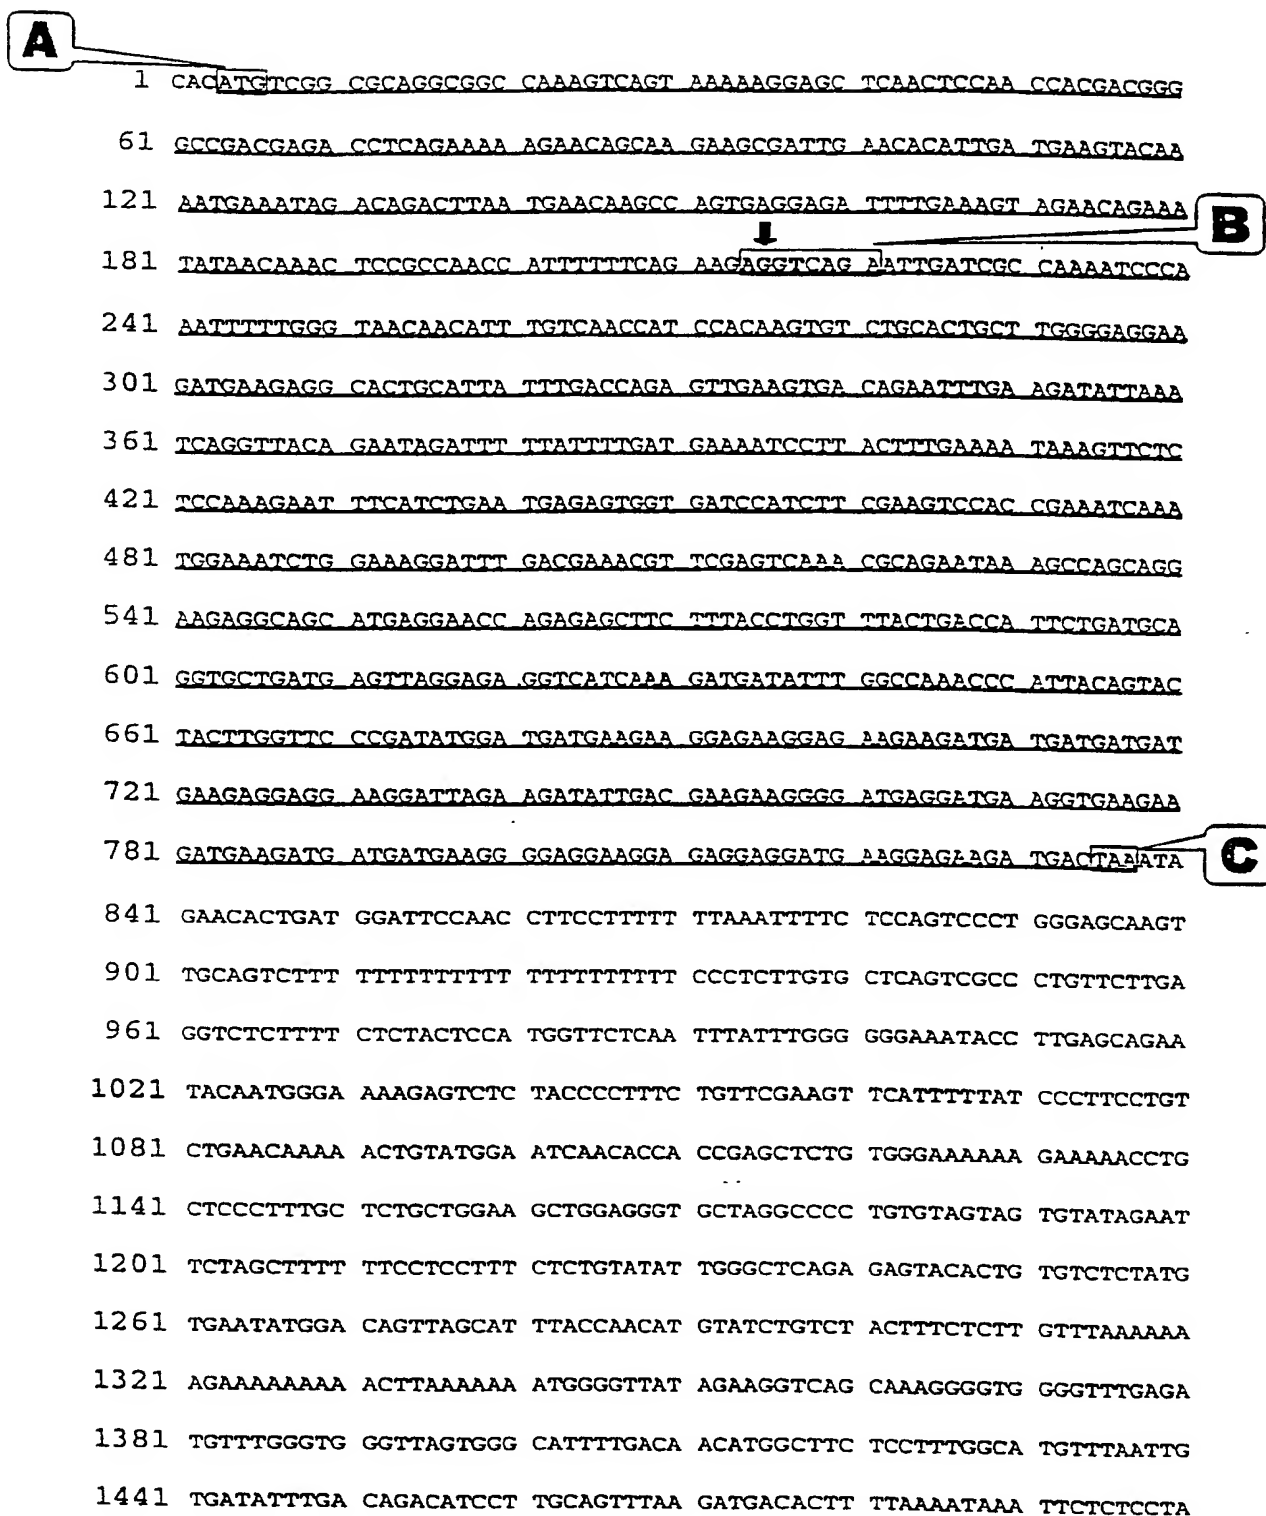 A
1 CACATGTCGG CGCAGGCGGC CAAAGTCAGT AAAAAGGAGC TCAACTCCAA CCACGACGGG
61 GCCGACGAGA CCTCAGAAAA AGAACAGCAA GAAGCGATTG AACACATTGA TGAAGTACAA
121 AATGAAATAG ACAGACTTAA TGAACAAGCC AGTGAGGAGA TTTTGAAAGT AGAACAGAAA
B
181 TATAACAAAC TCCGCCAACC ATTTTTTCAG AAGAGGTCAG AATTGATCGC CAAAATCCCA
241 AATTTTTGGG TAACAACATT TGTCAACCAT CCACAAGTGT CTGCACTGCT TGGGGAGGAA
301 GATGAAGAGG CACTGCATTA TTTGACCAGA GTTGAAGTGA CAGAATTTGA AGATATTAAA
361 TCAGGTTACA GAATAGATTT TTATTTTGAT GAAAATCCTT ACTTTGAAAA TAAAGTTCTC
421 TCCAAAGAAT TTCATCTGAA TGAGAGTGGT GATCCATCTT CGAAGTCCAC CGAAATCAAA
481 TGGAAATCTG GAAAGGATTT GACGAAACGT TCGAGTCAAA CGCAGAATAA AGCCAGCAGG
541 AAGAGGCAGC ATGAGGAACC AGAGAGCTTC TTTACCTGGT TTACTGACCA TTCTGATGCA
601 GGTGCTGATG AGTTAGGAGA GGTCATCAAA GATGATATTT GGCCAAACCC ATTACAGTAC
661 TACTTGGTTC CCGATATGGA TGATGAAGAA GGAGAAGGAG AAGAAGATGA TGATGATGAT
721 GAAGAGGAGG AAGGATTAGA AGATATTGAC GAAGAAGGGG ATGAGGATGA AGGTGAAGAA
781 GATGAAGATG ATGATGAAGG GGAGGAAGGA GAGGAGGATG AAGGAGAAGA TGACTAAATA
C
841 GAACACTGAT GGATTCCAAC CTTCCTTTTT TTAAATTTTC TCCAGTCCCT GGGAGCAAGT
901 TGCAGTCTTT TTTTTTTTTT TTTTTTTTTT CCCTCTTGTG CTCAGTCGCC CTGTTCTTGA
961 GGTCTCTTTT CTCTACTCCA TGGTTCTCAA TTTATTTGGG GGGAAATACC TTGAGCAGAA
1021 TACAATGGGA AAAGAGTCTC TACCCCTTTC TGTTCGAAGT TCATTTTTAT CCCTTCCTGT
1081 CTGAACAAAA ACTGTATGGA ATCAACACCA CCGAGCTCTG TGGGAAAAAA GAAAAACCTG
1141 CTCCCTTTGC TCTGCTGGAA GCTGGAGGGT GCTAGGCCCC TGTGTAGTAG TGTATAGAAT
1201 TCTAGCTTTT TTCCTCCTTT CTCTGTATAT TGGGCTCAGA GAGTACACTG TGTCTCTATG
1261 TGAATATGGA CAGTTAGCAT TTACCAACAT GTATCTGTCT ACTTTCTCTT GTTTAAAAAA
1321 AGAAAAAAAA ACTTAAAAAA ATGGGGTTAT AGAAGGTCAG CAAAGGGGTG GGGTTTGAGA
1381 TGTTTGGGTG GGTTAGTGGG CATTTTGACA ACATGGCTTC TCCTTTGGCA TGTTTAATTG
1441 TGATATTTGA CAGACATCCT TGCAGTTTAA GATGACACTT TTAAAATAAA TTCTCTCCTA